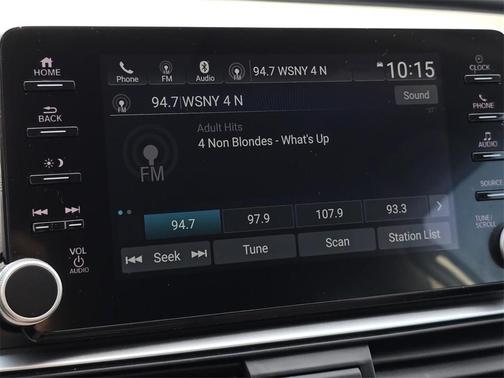 HOME
Phone
FM
Audio
94.7 WSNY 4 N
10:15
CLOCK
94.7 WSNY 4 N
Sound
BACK
PHONE
Adult Hits
4 Non Blondes - What's Up
FM
AUDIO
SOURCE
94.7
97.9
107.9
93.3
TUNE/
SCROLL
Seek
Tune
Scan
Station List
VOL
AUDIO